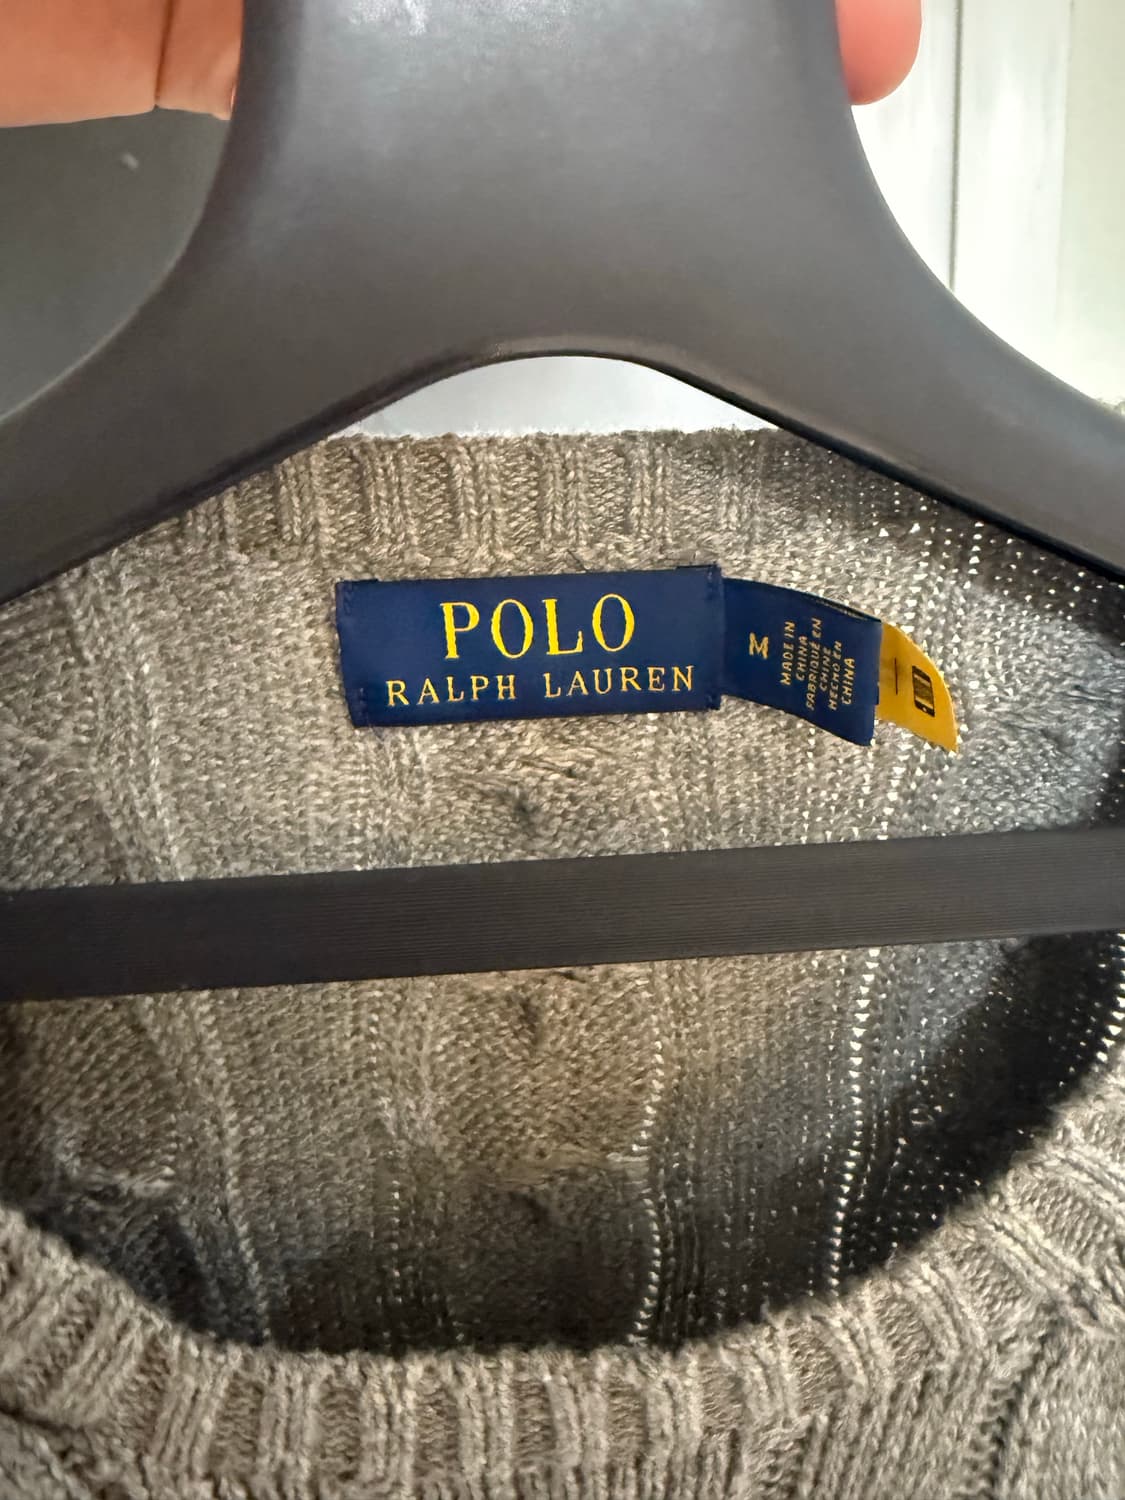 POLO
RALPH LAUREN
M
MADE IN
CHINA
FABRIQUÉ EN
CHINE
HECHO EN
CHINA